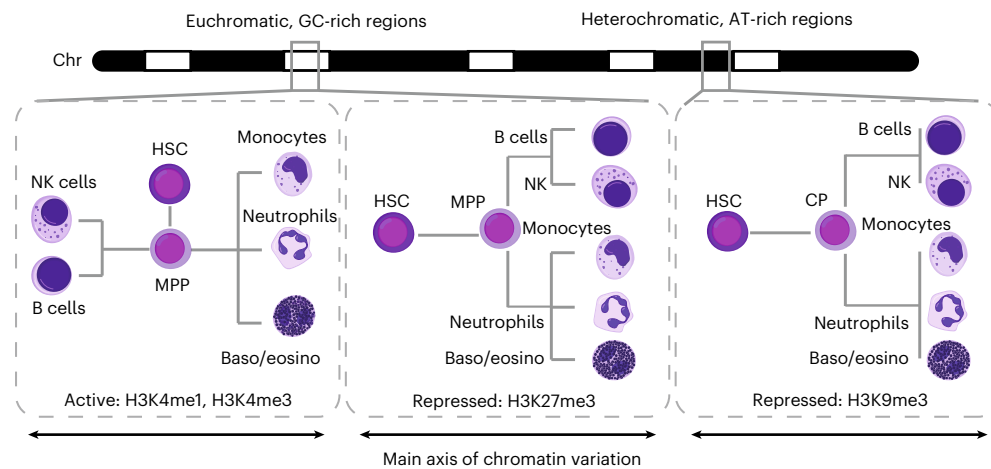 Euchromatic, GC-rich regions
Heterochromatic, AT-rich regions
Chr
HSC
Monocytes
NK cells
Neutrophils
MPP
B cells
Baso/eosino
Active: H3K4me1, H3K4me3
B cells
NK
HSC
MPP
Monocytes
Neutrophils
Baso/eosino
Repressed: H3K27me3
B cells
NK
HSC
CP
Monocytes
Neutrophils
Baso/eosino
Repressed: H3K9me3
Main axis of chromatin variation